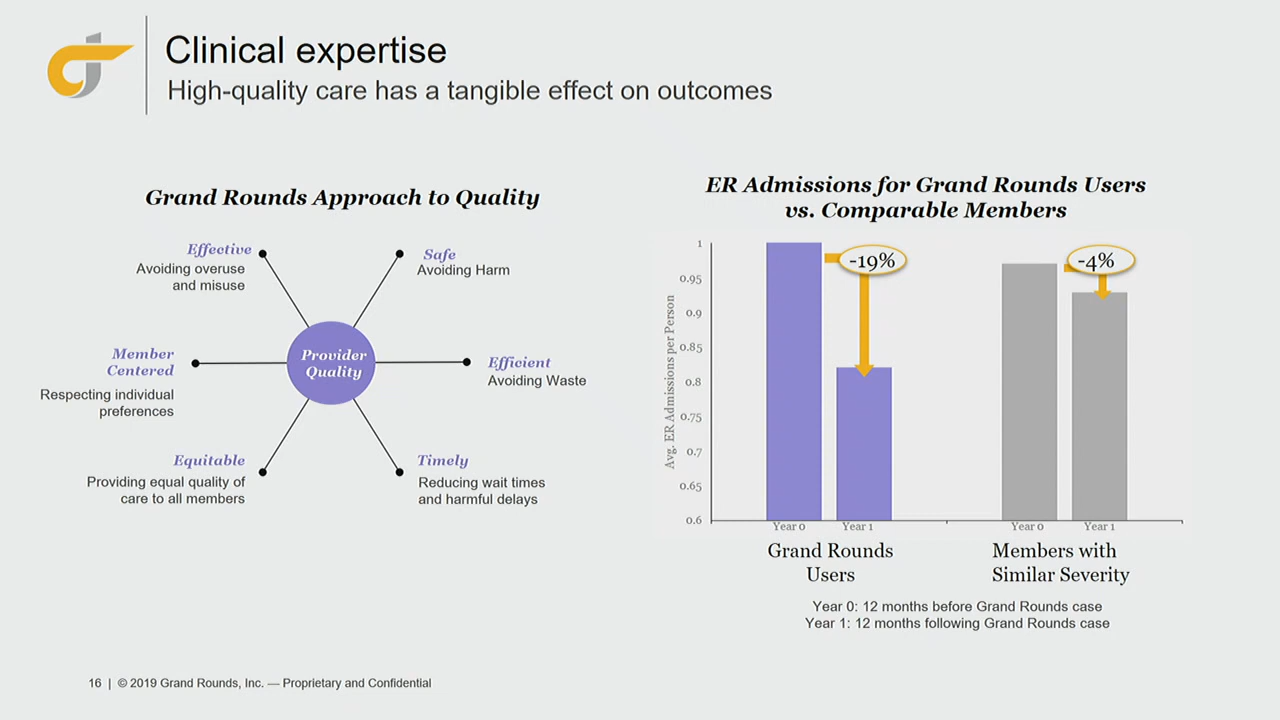 Clinical expertise
High-quality care has a tangible effect on outcomes
Grand Rounds Approach to Quality
Effective
Avoiding overuse
and misuse
Safe
Avoiding Harm
Member
Centered
Respecting individual
preferences
Provider
Quality
Efficient
Avoiding Waste
Equitable
Providing equal quality of
care to all members
Timely
Reducing wait times
and harmful delays
ER Admissions for Grand Rounds Users
vs. Comparable Members
Avg. ER Admissions per Person
1
0.95
0.9
0.85
0.8
0.75
0.7
0.65
0.6
-19%
-4%
Year 0 Year 1 Year 0 Year 1
Grand Rounds
Users
Members with
Similar Severity
Year 0: 12 months before Grand Rounds case
Year 1: 12 months following Grand Rounds case
16 | © 2019 Grand Rounds, Inc. — Proprietary and Confidential